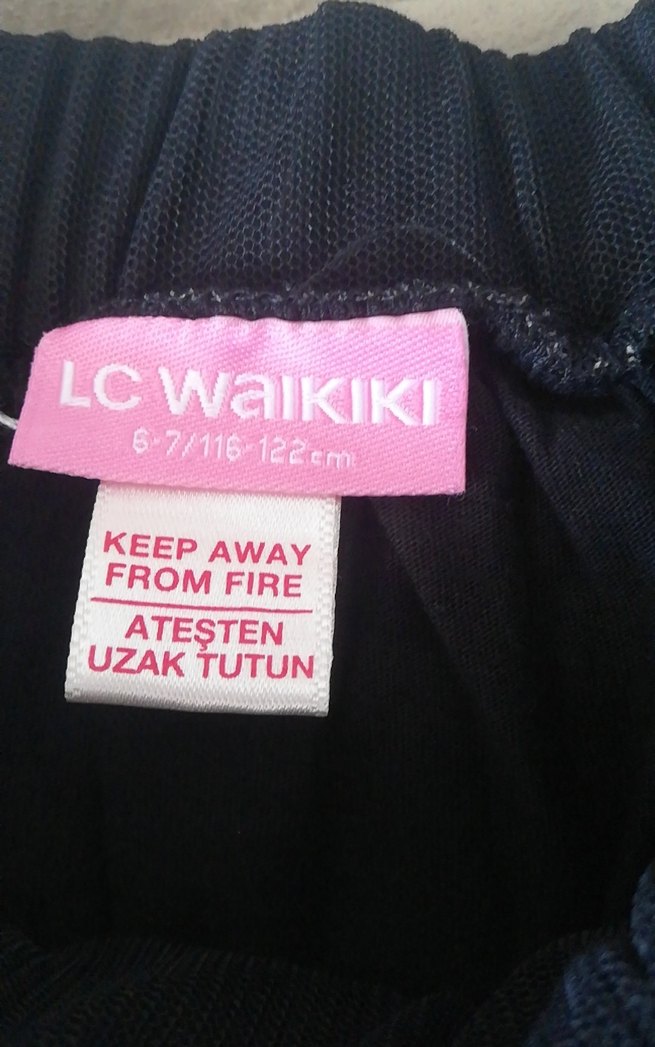 LC WAIKIKI
6-7/116-122cm
KEEP AWAY
FROM FIRE
ATEŞTEN
UZAK TUTUN